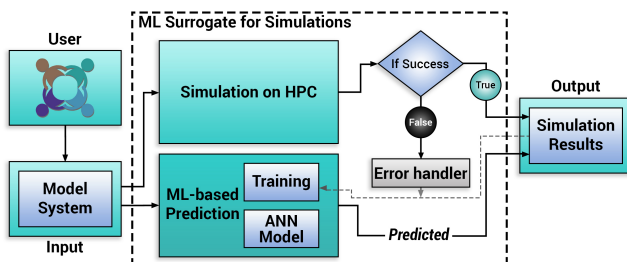 ML Surrogate for Simulations
User
Simulation on HPC
If Success
True
False
Output
Simulation
Results
Error handler
Model
System
Input
ML-based
Prediction
Training
ANN
Model
Predicted